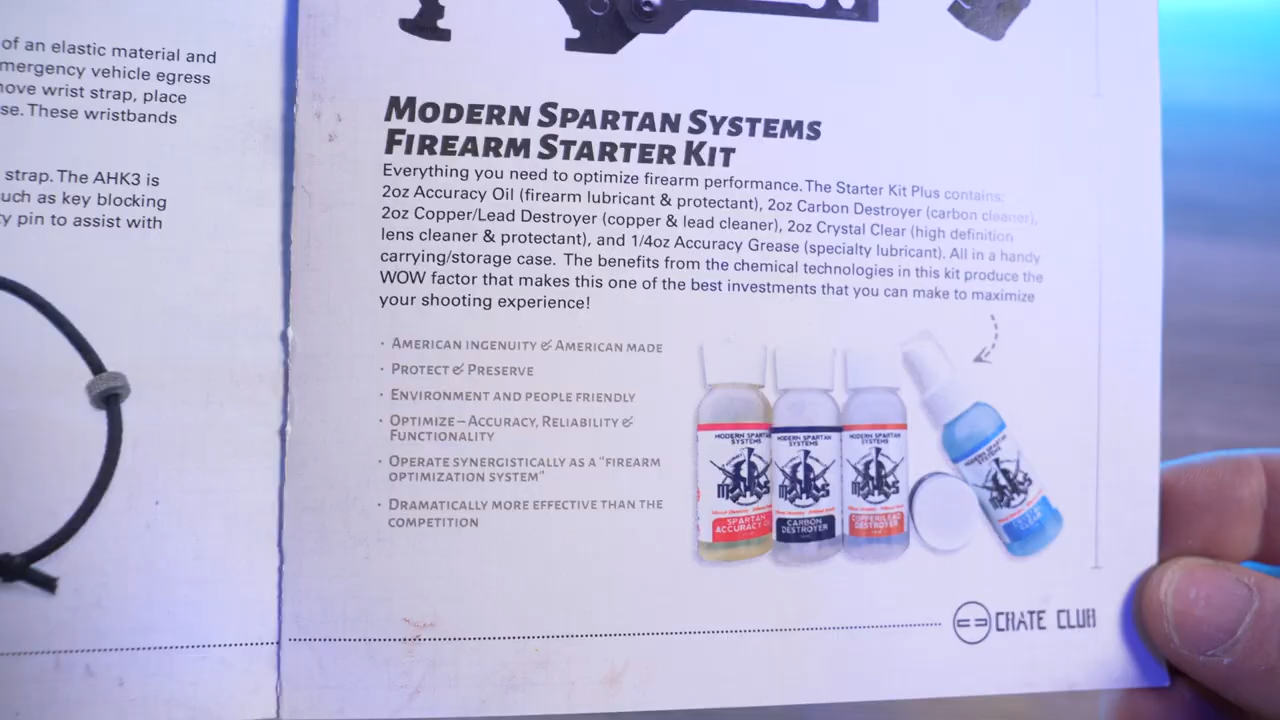 of an elastic material and
mergency vehicle egress
nove wrist strap, place
se. These wristbands
strap. The AHK3 is
uch as key blocking
y pin to assist with
MODERN SPARTAN SYSTEMS
FIREARM STARTER KIT
Everything you need to optimize firearm performance. The Starter Kit Plus contains:
2oz Accuracy Oil (firearm lubricant & protectant), 2oz Carbon Destroyer (carbon cleaner),
2oz Copper/Lead Destroyer (copper & lead cleaner), 2oz Crystal Clear (high definition
lens cleaner & protectant), and 1/4oz Accuracy Grease (specialty lubricant). All in a handy
carrying/storage case. The benefits from the chemical technologies in this kit produce the
WOW factor that makes this one of the best investments that you can make to maximize
your shooting experience!
· AMERICAN INGENUITY & AMERICAN MADE
· PROTECT & PRESERVE
· ENVIRONMENT AND PEOPLE FRIENDLY
· OPTIMIZE – ACCURACY, RELIABILITY &
FUNCTIONALITY
· OPERATE SYNERGISTICALLY AS A "FIREARM
OPTIMIZATION SYSTEM"
· DRAMATICALLY MORE EFFECTIVE THAN THE
COMPETITION
MODERN SPARTAN
SYSTEMS
SPARTAN
ACCURACY OIL
MODERN SPARTAN
SYSTEMS
CARBON
DESTROYER
MODERN SPARTAN
SYSTEMS
COPPER/LEAD
DESTROYER
MODERN SPARTAN
SYSTEMS
CRYSTAL
CLEAR
CRATE CLUB